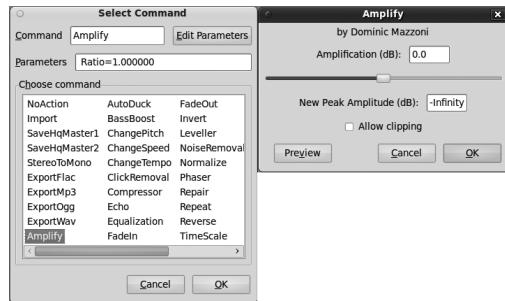 Select Command
Command Amplify Edit Parameters
Parameters Ratio=1.000000
Choose command
NoAction AutoDuck FadeOut
Import BassBoost Invert
SaveHqMaster1 ChangePitch Leveller
SaveHqMaster2 ChangeSpeed NoiseRemoval
StereoToMono ChangeTempo Normalize
ExportFlac ClickRemoval Phaser
ExportMp3 Compressor Repair
ExportOgg Echo Repeat
ExportWav Equalization Reverse
Amplify FadeIn TimeScale
Cancel OK
Amplify
by Dominic Mazzoni
Amplification (dB): 0.0
New Peak Amplitude (dB): -Infinity
Allow clipping
Preview Cancel OK